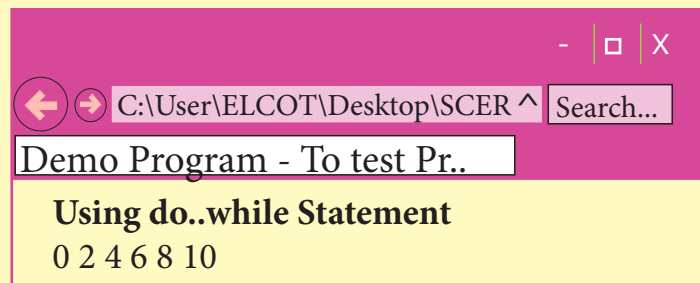 - X
C:\User\ELCOT\Desktop\SCER ^ Search...
Demo Program - To test Pr..
Using do..while Statement
0 2 4 6 8 10